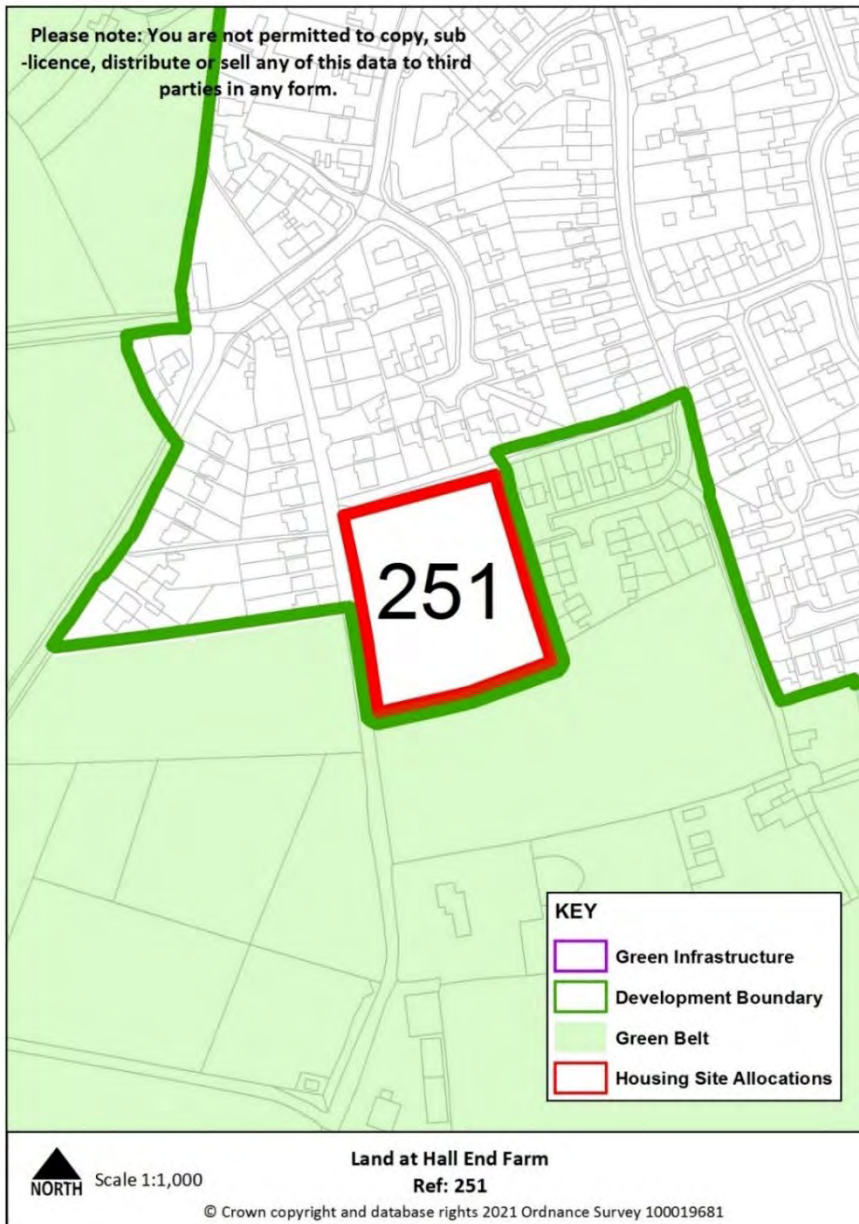 Please note: You are not permitted to copy, sub
-licence, distribute or sell any of this data to third
parties in any form.
251
KEY
Green Infrastructure
Development Boundary
Green Belt
Housing Site Allocations
NORTH
Scale 1:1,000
Land at Hall End Farm
Ref: 251
© Crown copyright and database rights 2021 Ordnance Survey 100019681